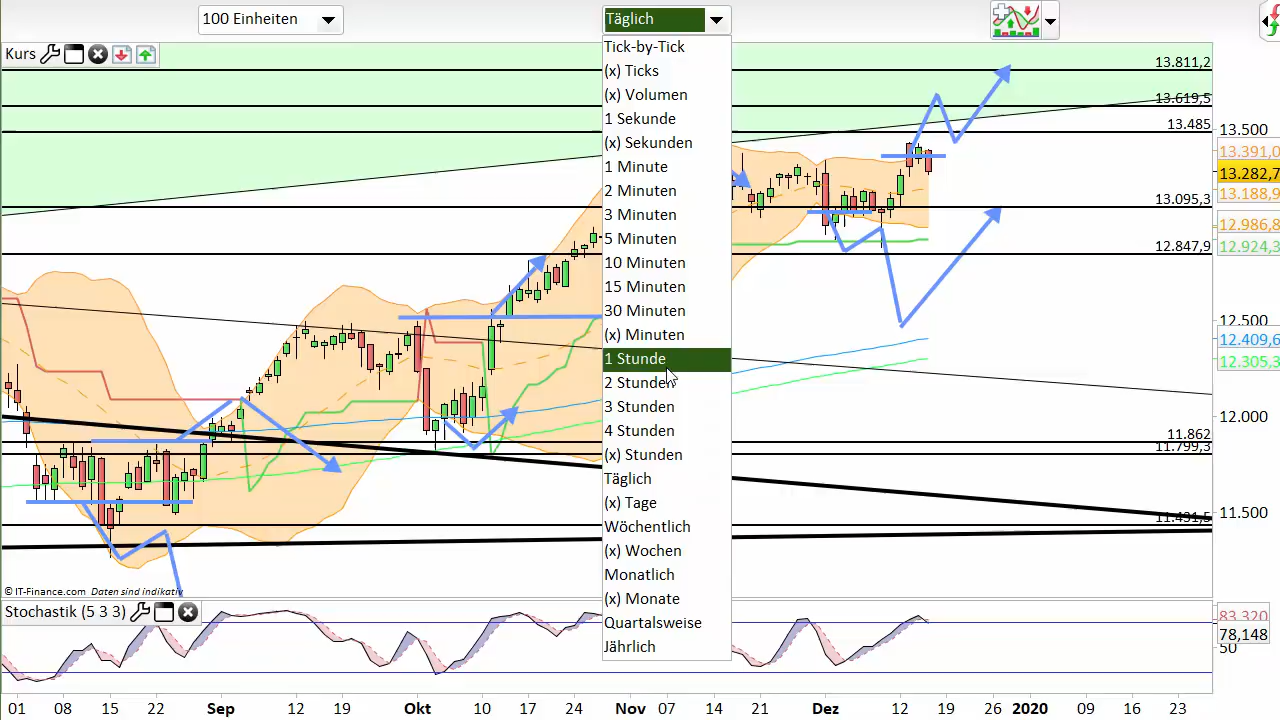 100 Einheiten
Täglich
Kurs
Tick-by-Tick
(x) Ticks
(x) Volumen
1 Sekunde
(x) Sekunden
1 Minute
2 Minuten
3 Minuten
5 Minuten
10 Minuten
15 Minuten
30 Minuten
(x) Minuten
1 Stunde
2 Stunden
3 Stunden
4 Stunden
(x) Stunden
Täglich
(x) Tage
Wöchentlich
(x) Wochen
Monatlich
(x) Monate
Quartalsweise
Jährlich
13.811,2
13.619,5
13.485
13.500
13.391,0
13.282,7
13.188,9
13.095,3
12.986,8
12.924,3
12.847,9
12.500
12.409,6
12.305,3
12.000
11.862
11.799,3
11.500
11.431,5
© IT-Finance.com Daten sind indikativ
Stochastik (5 3 3)
83,320
78,148
50
01 08 15 22 Sep 12 19 Okt 10 17 24 Nov 07 14 21 Dez 12 19 26 2020 09 16 23